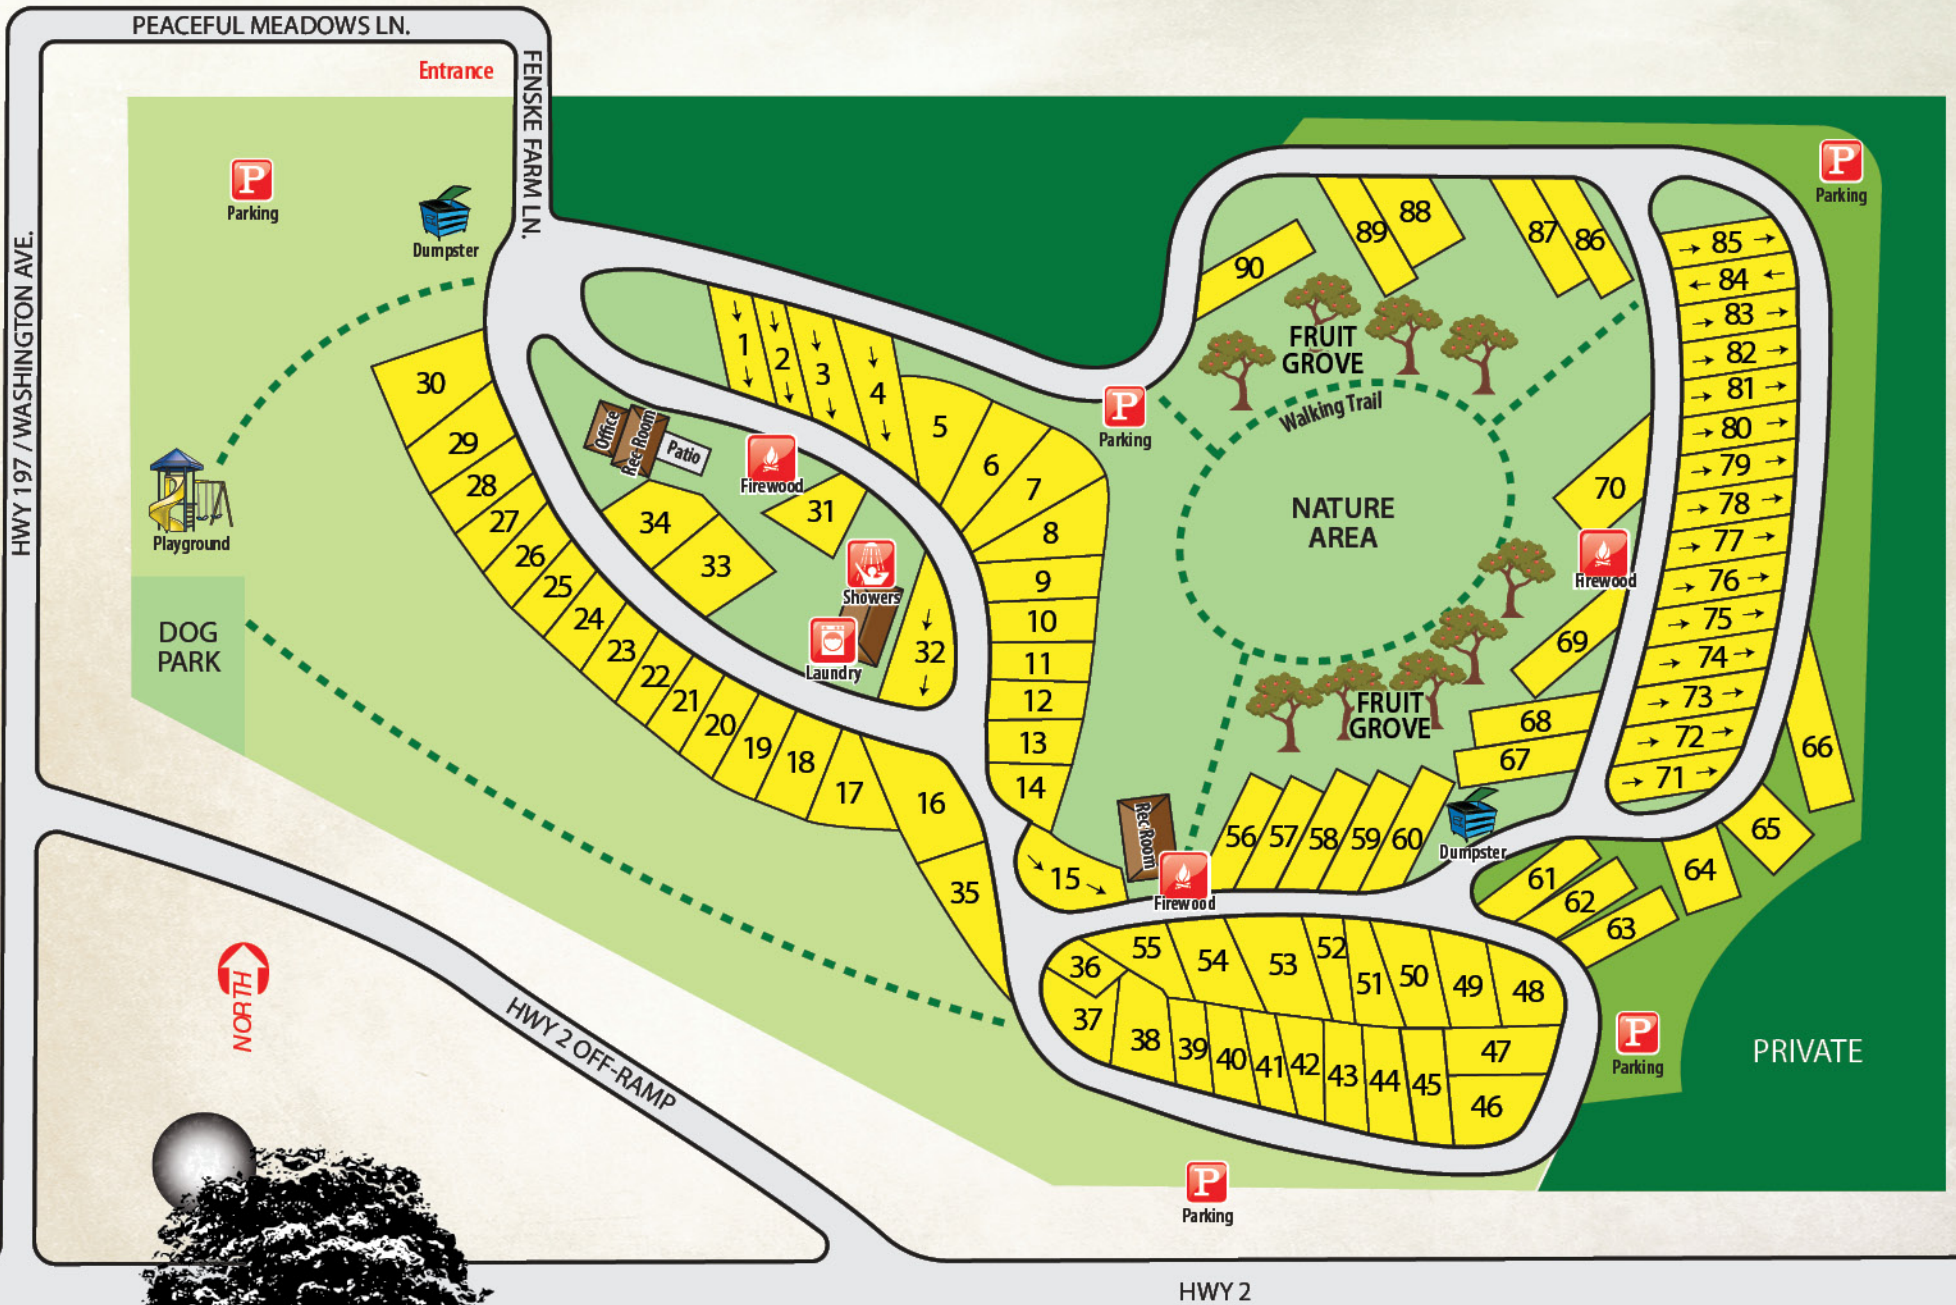 PEACEFUL MEADOWS LN.
Entrance
FENSKE FARM LN.
HWY 197 / WASHINGTON AVE.
P
Parking
Dumpster
Playground
DOG
PARK
NORTH
HWY 2 OFF-RAMP
HWY 2
Office
Rec Room
Patio
Firewood
Showers
Laundry
1
2
3
4
5
6
7
8
9
10
11
12
13
14
15
16
17
18
19
20
21
22
23
24
25
26
27
28
29
30
31
32
33
34
35
36
37
38
39
40
41
42
43
44
45
46
47
48
49
50
51
52
53
54
55
P
Parking
Rec Room
Firewood
56
57
58
59
60
Dumpster
61
62
63
64
65
66
67
68
69
70
Firewood
71
72
73
74
75
76
77
78
79
80
81
82
83
84
85
86
87
88
89
90
FRUIT
GROVE
Walking Trail
NATURE
AREA
FRUIT
GROVE
P
Parking
P
Parking
P
Parking
PRIVATE